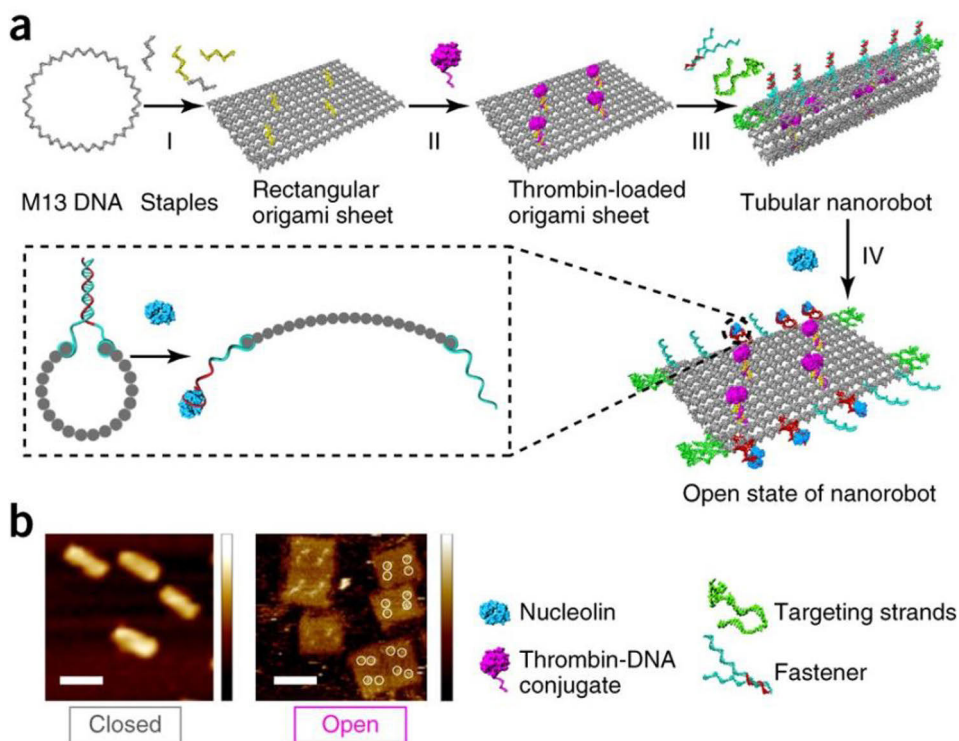 a
I
II
III
M13 DNA
Staples
Rectangular
origami sheet
Thrombin-loaded
origami sheet
Tubular nanorobot
IV
Open state of nanorobot
b
Closed
Open
Nucleolin
Thrombin-DNA
conjugate
Targeting strands
Fastener